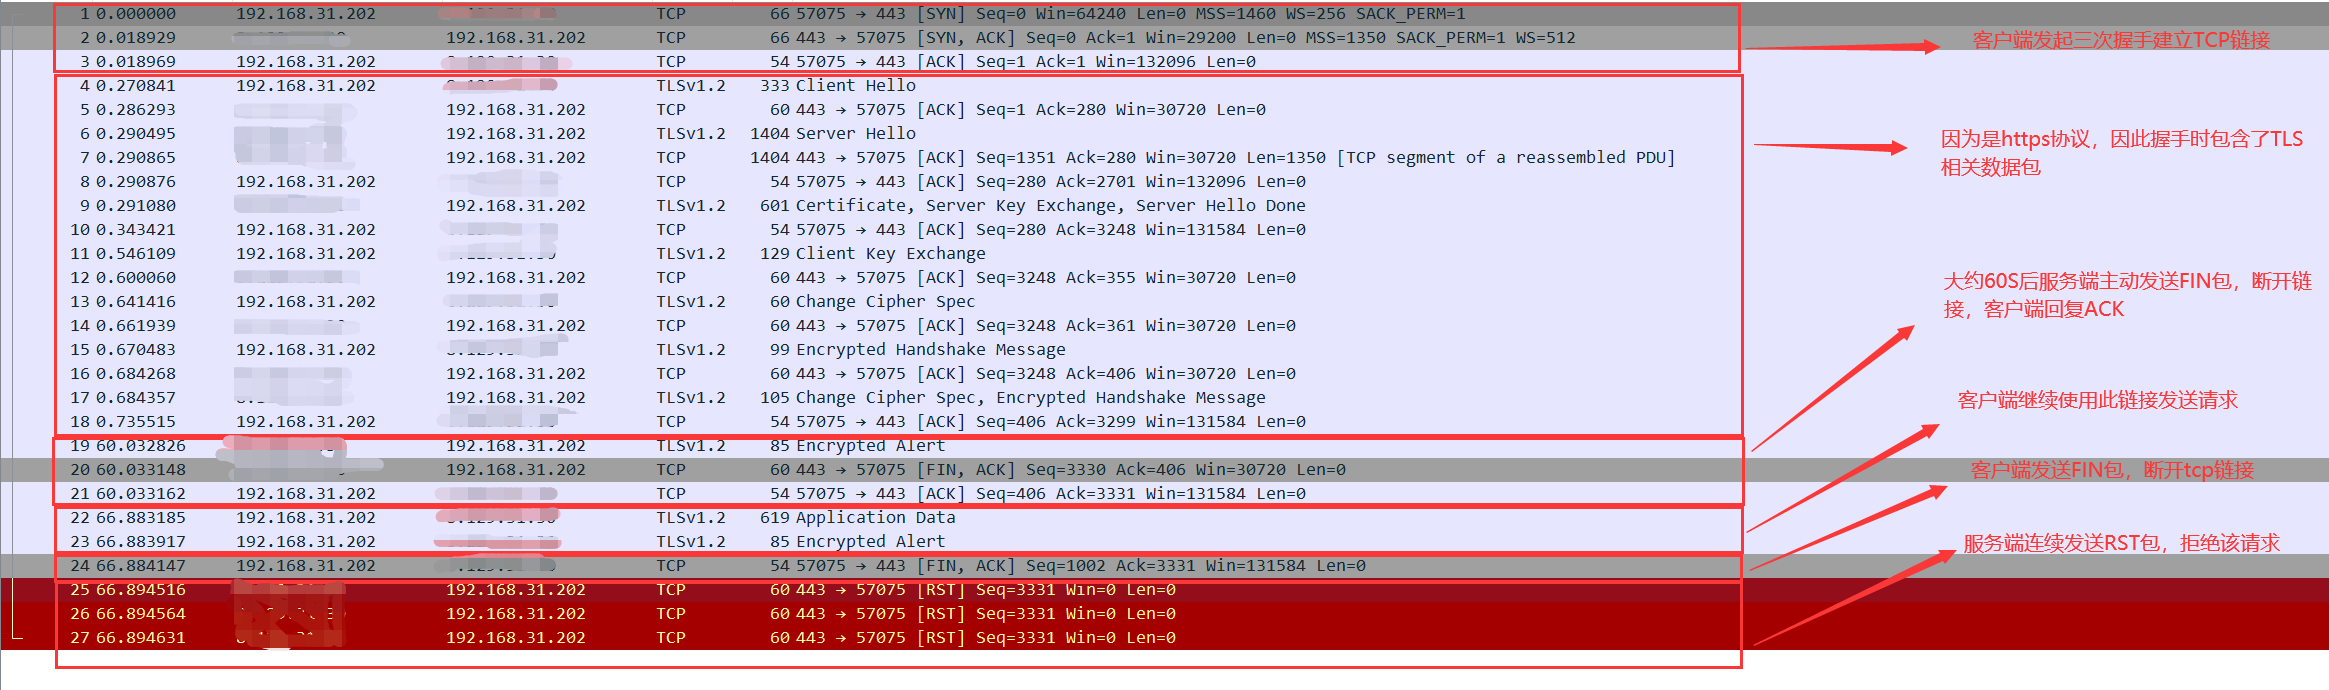 1 0.000000 192.168.31.202 TCP 66 57075 → 443 [SYN] Seq=0 Win=64240 Len=0 MSS=1460 WS=256 SACK_PERM=1
2 0.018929 192.168.31.202 TCP 66 443 → 57075 [SYN, ACK] Seq=0 Ack=1 Win=29200 Len=0 MSS=1350 SACK_PERM=1 WS=512
客户端发起三次握手建立TCP链接
3 0.018969 192.168.31.202 TCP 54 57075 → 443 [ACK] Seq=1 Ack=1 Win=132096 Len=0
4 0.270841 192.168.31.202 TLSv1.2 333 Client Hello
5 0.286293 192.168.31.202 TCP 60 443 → 57075 [ACK] Seq=1 Ack=280 Win=30720 Len=0
6 0.290495 192.168.31.202 TLSv1.2 1404 Server Hello
因为是https协议，因此握手时包含了TLS
相关数据包
7 0.290865 192.168.31.202 TCP 1404 443 → 57075 [ACK] Seq=1351 Ack=280 Win=30720 Len=1350 [TCP segment of a reassembled PDU]
8 0.290876 192.168.31.202 TCP 54 57075 → 443 [ACK] Seq=280 Ack=2701 Win=132096 Len=0
9 0.291080 192.168.31.202 TLSv1.2 601 Certificate, Server Key Exchange, Server Hello Done
10 0.343421 192.168.31.202 TCP 54 57075 → 443 [ACK] Seq=280 Ack=3248 Win=131584 Len=0
11 0.546109 192.168.31.202 TLSv1.2 129 Client Key Exchange
12 0.600060 192.168.31.202 TCP 60 443 → 57075 [ACK] Seq=3248 Ack=355 Win=30720 Len=0
大约60S后服务端主动发送FIN包，断开链
接，客户端回复ACK
13 0.641416 192.168.31.202 TLSv1.2 60 Change Cipher Spec
14 0.661939 192.168.31.202 TCP 60 443 → 57075 [ACK] Seq=3248 Ack=361 Win=30720 Len=0
15 0.670483 192.168.31.202 TLSv1.2 99 Encrypted Handshake Message
16 0.684268 192.168.31.202 TCP 60 443 → 57075 [ACK] Seq=3248 Ack=406 Win=30720 Len=0
17 0.684357 192.168.31.202 TLSv1.2 105 Change Cipher Spec, Encrypted Handshake Message
客户端继续使用此链接发送请求
18 0.735515 192.168.31.202 TCP 54 57075 → 443 [ACK] Seq=406 Ack=3299 Win=131584 Len=0
19 60.032826 192.168.31.202 TLSv1.2 85 Encrypted Alert
20 60.033148 192.168.31.202 TCP 60 443 → 57075 [FIN, ACK] Seq=3330 Ack=406 Win=30720 Len=0
客户端发送FIN包，断开tcp链接
21 60.033162 192.168.31.202 TCP 54 57075 → 443 [ACK] Seq=406 Ack=3331 Win=131584 Len=0
22 66.883185 192.168.31.202 TLSv1.2 619 Application Data
23 66.883917 192.168.31.202 TLSv1.2 85 Encrypted Alert
服务端连续发送RST包，拒绝该请求
24 66.884147 192.168.31.202 TCP 54 57075 → 443 [FIN, ACK] Seq=1002 Ack=3331 Win=131584 Len=0
25 66.894516 192.168.31.202 TCP 60 443 → 57075 [RST] Seq=3331 Win=0 Len=0
26 66.894564 192.168.31.202 TCP 60 443 → 57075 [RST] Seq=3331 Win=0 Len=0
27 66.894631 192.168.31.202 TCP 60 443 → 57075 [RST] Seq=3331 Win=0 Len=0